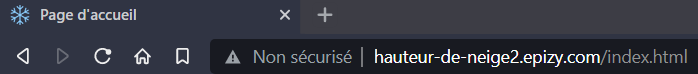 Page d'accueil
Non sécurisé hauteur-de-neige2.epizy.com/index.html